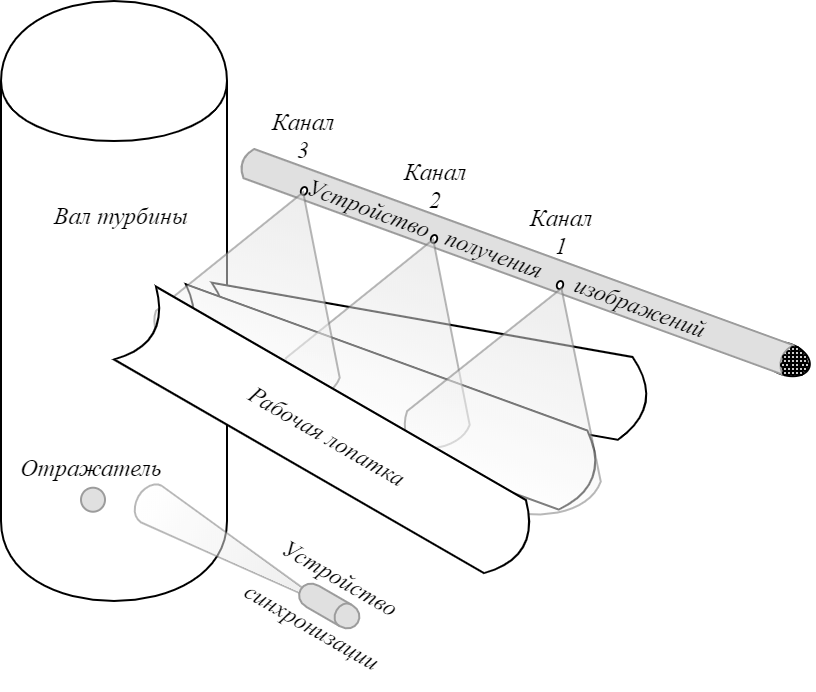 Канал
3
Канал
2
Канал
1
Устройство получения изображений
Вал турбины
Рабочая лопатка
Отражатель
Устройство
синхронизации